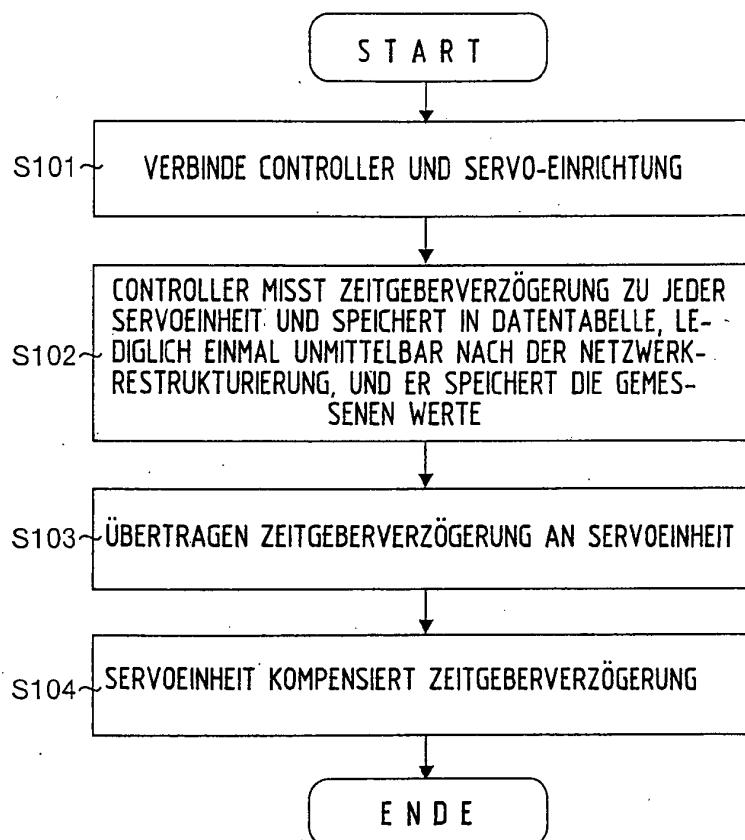 START
S101~ VERBINDE CONTROLLER UND SERVO-EINRICHTUNG
CONTROLLER MISST ZEITGEBERVERZÖGERUNG ZU JEDER
SERVOEINHEIT UND SPEICHERT IN DATENTABELLE, LE-
S102~ DIGLICH EINMAL UNMITTELBAR NACH DER NETZWERK-
RESTRUKTURIERUNG, UND ER SPEICHERT DIE GEMES-
SENEN WERTE
S103~ ÜBERTRAGEN ZEITGEBERVERZÖGERUNG AN SERVOEINHEIT
S104~ SERVOEINHEIT KOMPENSIERT ZEITGEBERVERZÖGERUNG
ENDE